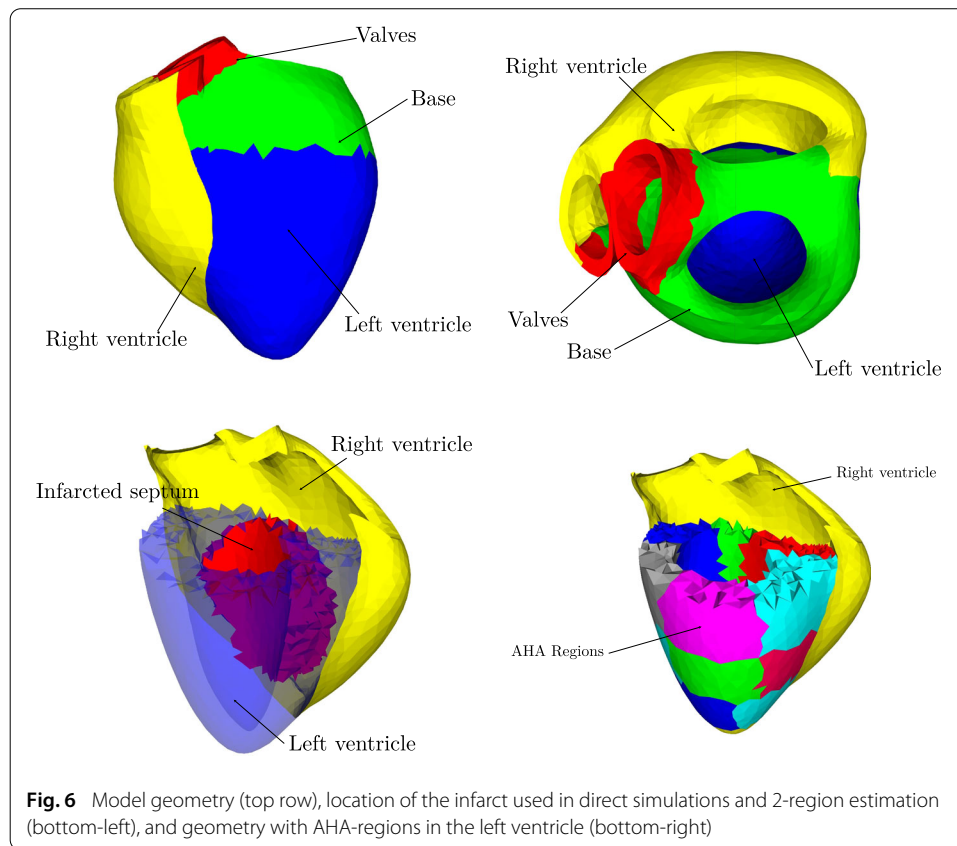 Valves
Right ventricle
Base
Right ventricle
Left ventricle
Valves
Base
Left ventricle
Right ventricle
Infarcted septum
Right ventricle
AHA Regions
Left ventricle
Fig. 6 Model geometry (top row), location of the infarct used in direct simulations and 2-region estimation
(bottom-left), and geometry with AHA-regions in the left ventricle (bottom-right)